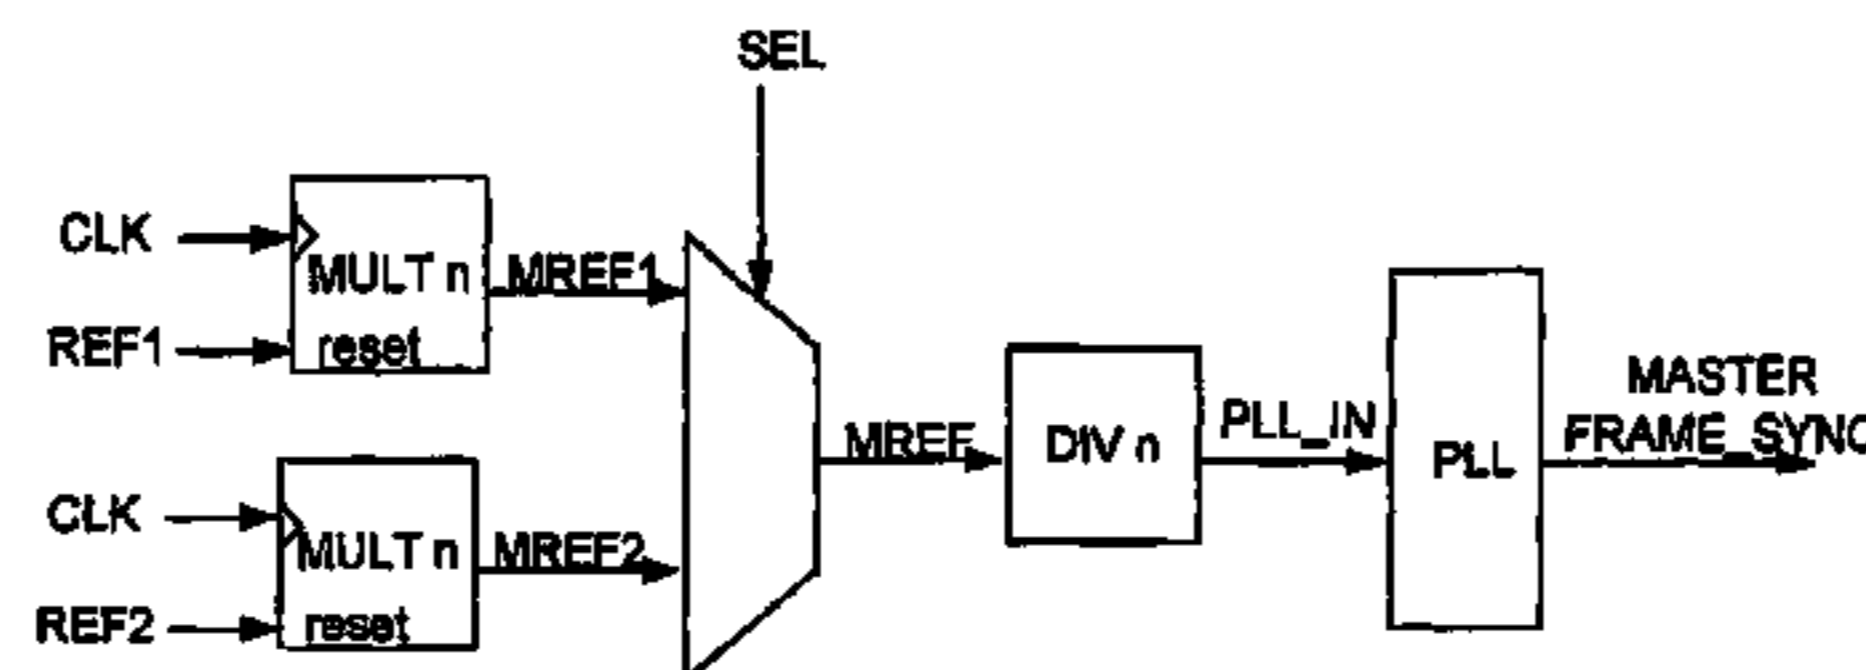 SEL
CLK
MULT n
MREF1
REF1
reset
MASTER
FRAME_SYNC
MREF
DIV n
PLL_IN
PLL
CLK
MULT n
MREF2
REF2
reset